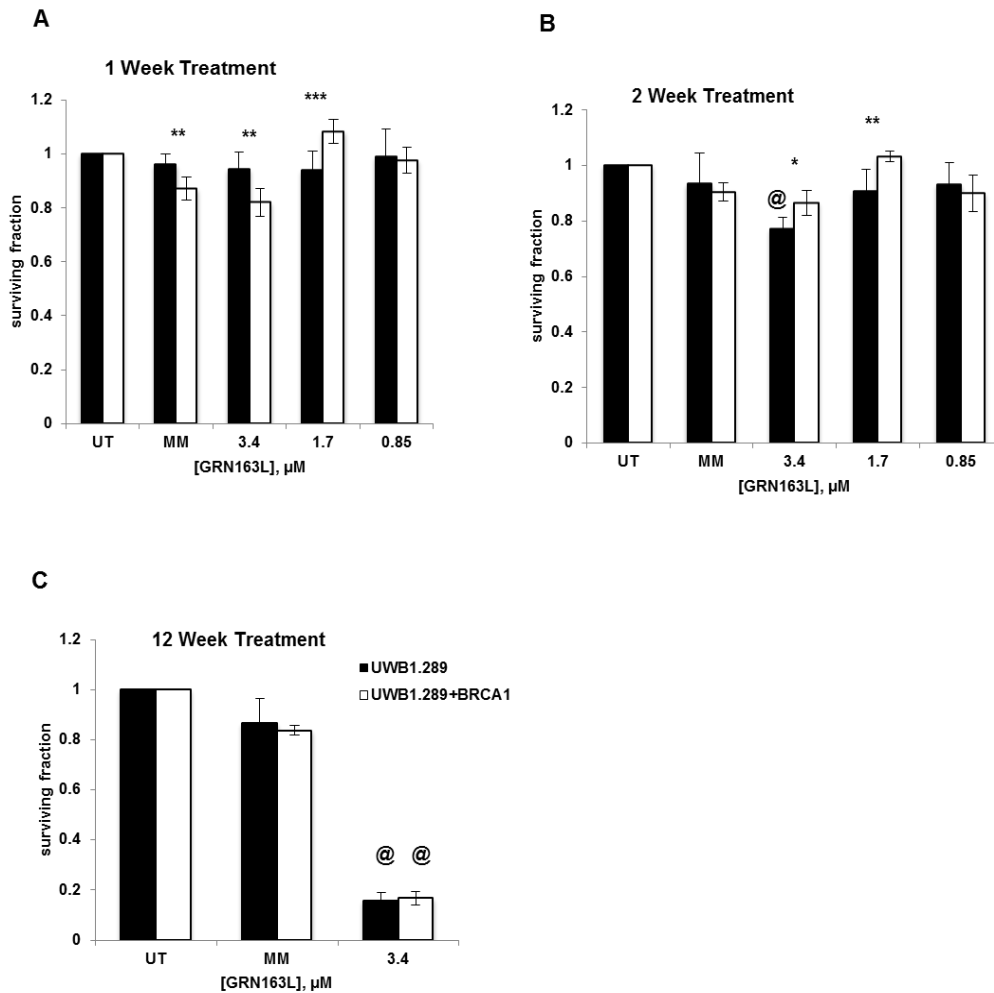 A
1 Week Treatment
1.2
1
0.8
0.6
0.4
0.2
0
surviving fraction
**
**
***
UT MM 3.4 1.7 0.85
[GRN163L], µM
B
2 Week Treatment
1.2
1
0.8
0.6
0.4
0.2
0
surviving fraction
@
*
**
UT MM 3.4 1.7 0.85
[GRN163L], µM
C
12 Week Treatment
1.2
1
0.8
0.6
0.4
0.2
0
surviving fraction
UWB1.289
UWB1.289+BRCA1
@ @
UT MM 3.4
[GRN163L], µM